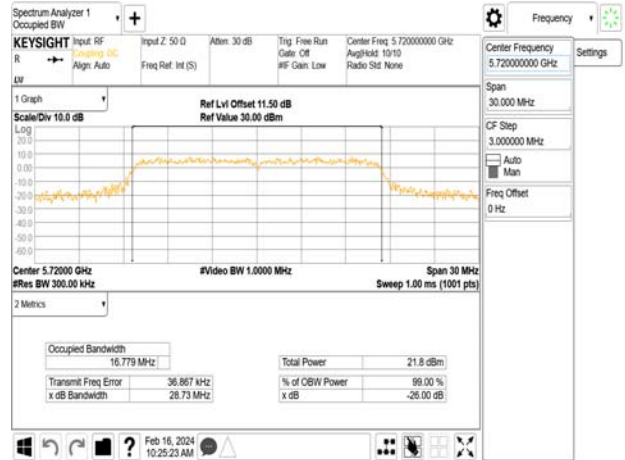 Spectrum Analyzer 1
Occupied BW
Frequency
KEYSIGHT
Input: RF
Coupling: DC
Align: Auto
Input Z: 50 Ω
Freq Ref: Int (S)
Atten: 30 dB
Trig: Free Run
Gate: Off
#IF Gain: Low
Center Freq: 5.720000000 GHz
Avg|Hold: 10/10
Radio Std: None
R
LXI
Center Frequency
5.720000000 GHz
Settings
Span
30.000 MHz
CF Step
3.000000 MHz
Auto
Man
Freq Offset
0 Hz
1 Graph
Scale/Div 10.0 dB
Ref Lvl Offset 11.50 dB
Ref Value 30.00 dBm
Log
20.0
10.0
0.00
-10.0
-20.0
-30.0
-40.0
-50.0
-60.0
Center 5.72000 GHz
#Res BW 300.00 kHz
#Video BW 1.0000 MHz
Span 30 MHz
Sweep 1.00 ms (1001 pts)
2 Metrics
Occupied Bandwidth
16.779 MHz
Transmit Freq Error 36.867 kHz
x dB Bandwidth 28.73 MHz
Total Power 21.8 dBm
% of OBW Power 99.00 %
x dB -26.00 dB
?
Feb 16, 2024
10:25:23 AM